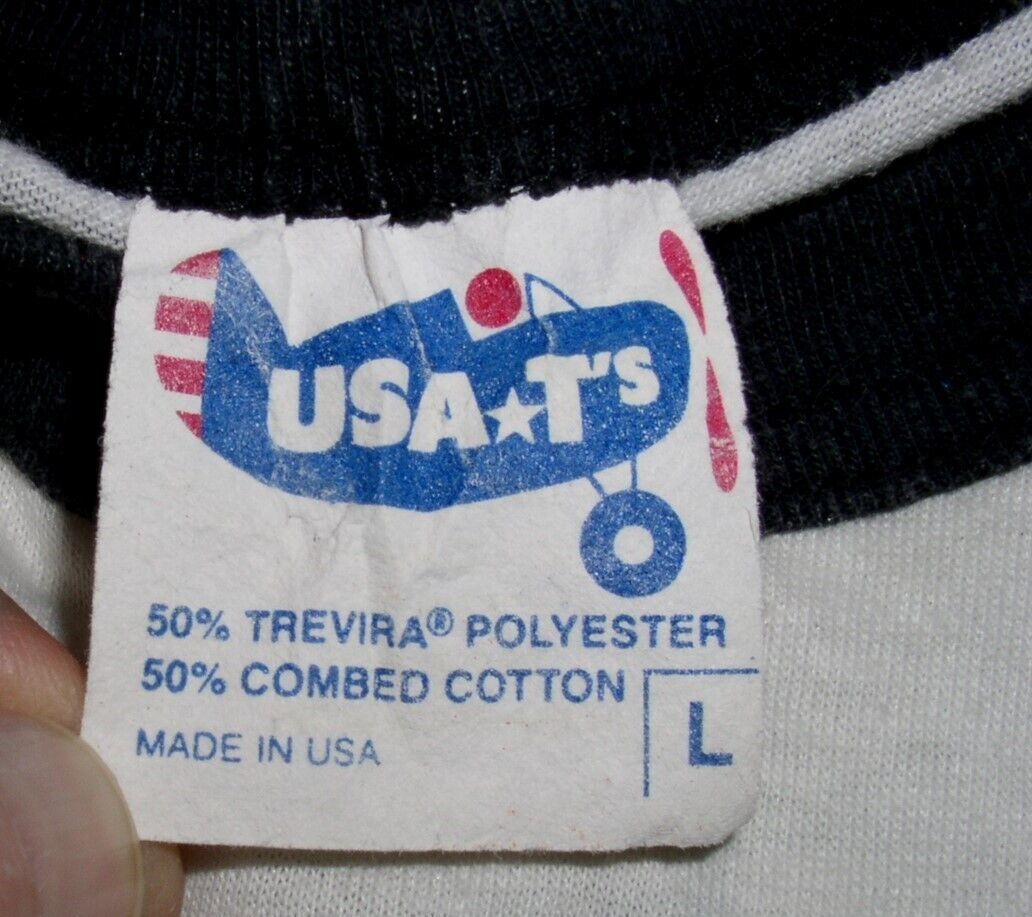 USA★T's
50% TREVIRA® POLYESTER
50% COMBED COTTON
MADE IN USA
L